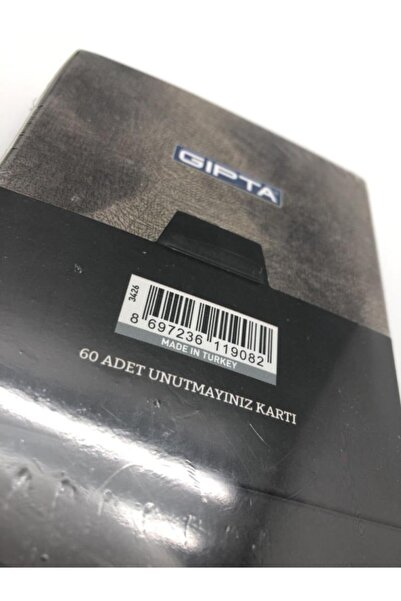 GIPTA
3426
8 697236 119082
MADE IN TURKEY
60 ADET UNUTMAYINIZ KARTI